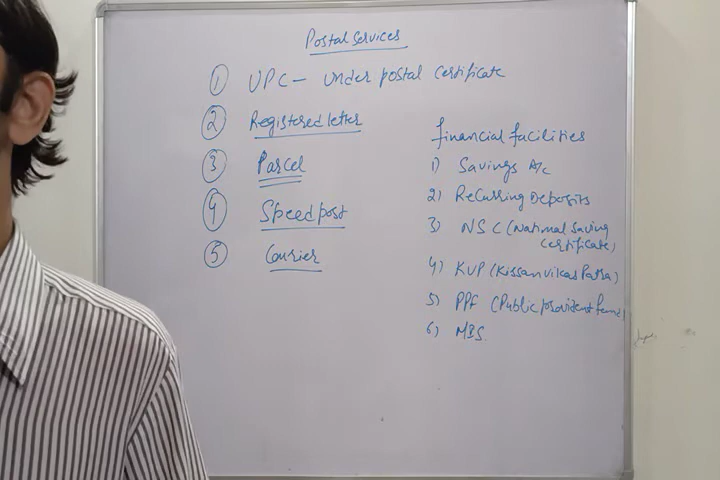 Postal Services
① UPC - Under postal certificate
② Registered letter
③ Parcel
④ Speed post
⑤ Courier
financial facilities
1) Savings A/c
2) Recurring Deposits
3) NSC (National Saving
certificate)
4) KVP (Kissan vikas Patra)
5) PPF (Public provident fund)
6) MIS.